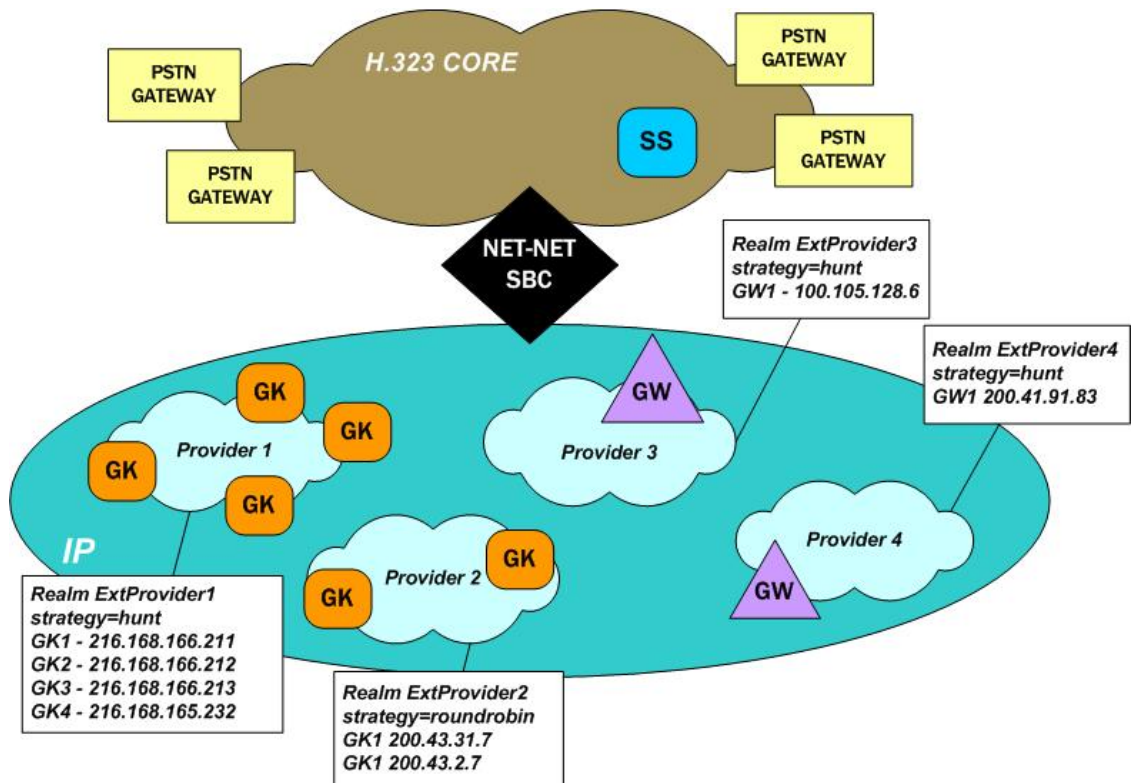 H.323 CORE
PSTN
GATEWAY
PSTN
GATEWAY
PSTN
GATEWAY
PSTN
GATEWAY
SS
NET-NET
SBC
Realm ExtProvider3
strategy=hunt
GW1 - 100.105.128.6
Realm ExtProvider4
strategy=hunt
GW1 200.41.91.83
GK
GK
GK
GK
Provider 1
GW
Provider 3
GK
GK
Provider 2
Provider 4
GW
IP
Realm ExtProvider1
strategy=hunt
GK1 - 216.168.166.211
GK2 - 216.168.166.212
GK3 - 216.168.166.213
GK4 - 216.168.165.232
Realm ExtProvider2
strategy=roundrobin
GK1 200.43.31.7
GK1 200.43.2.7